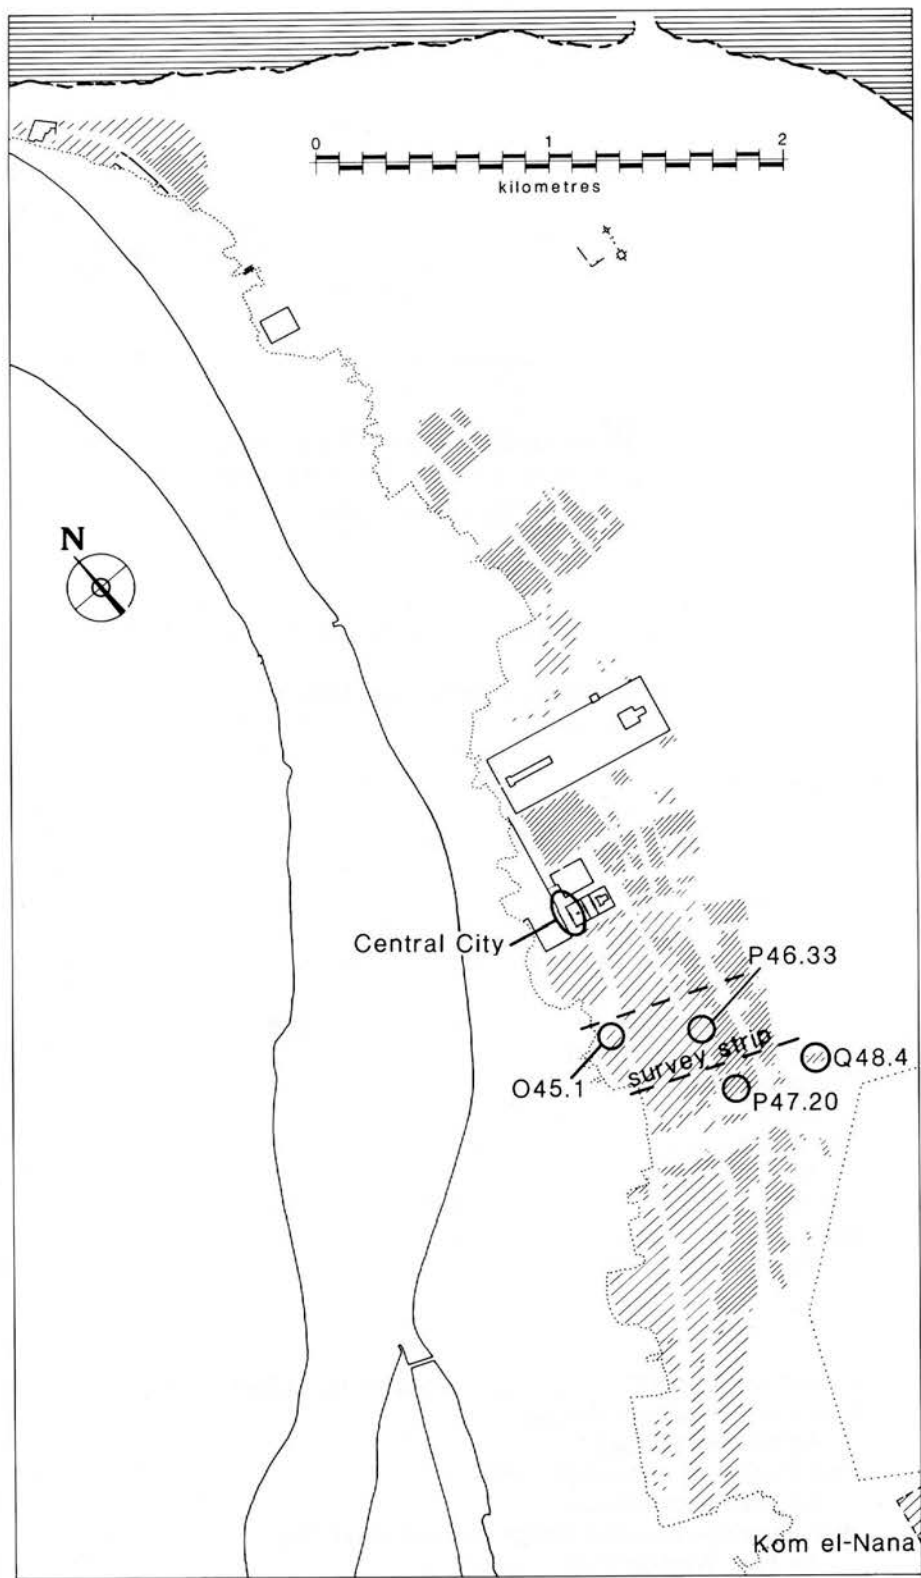 0 1 2
kilometres
N
Central City
P46.33
survey strip
Q48.4
O45.1
P47.20
Kom el-Nana